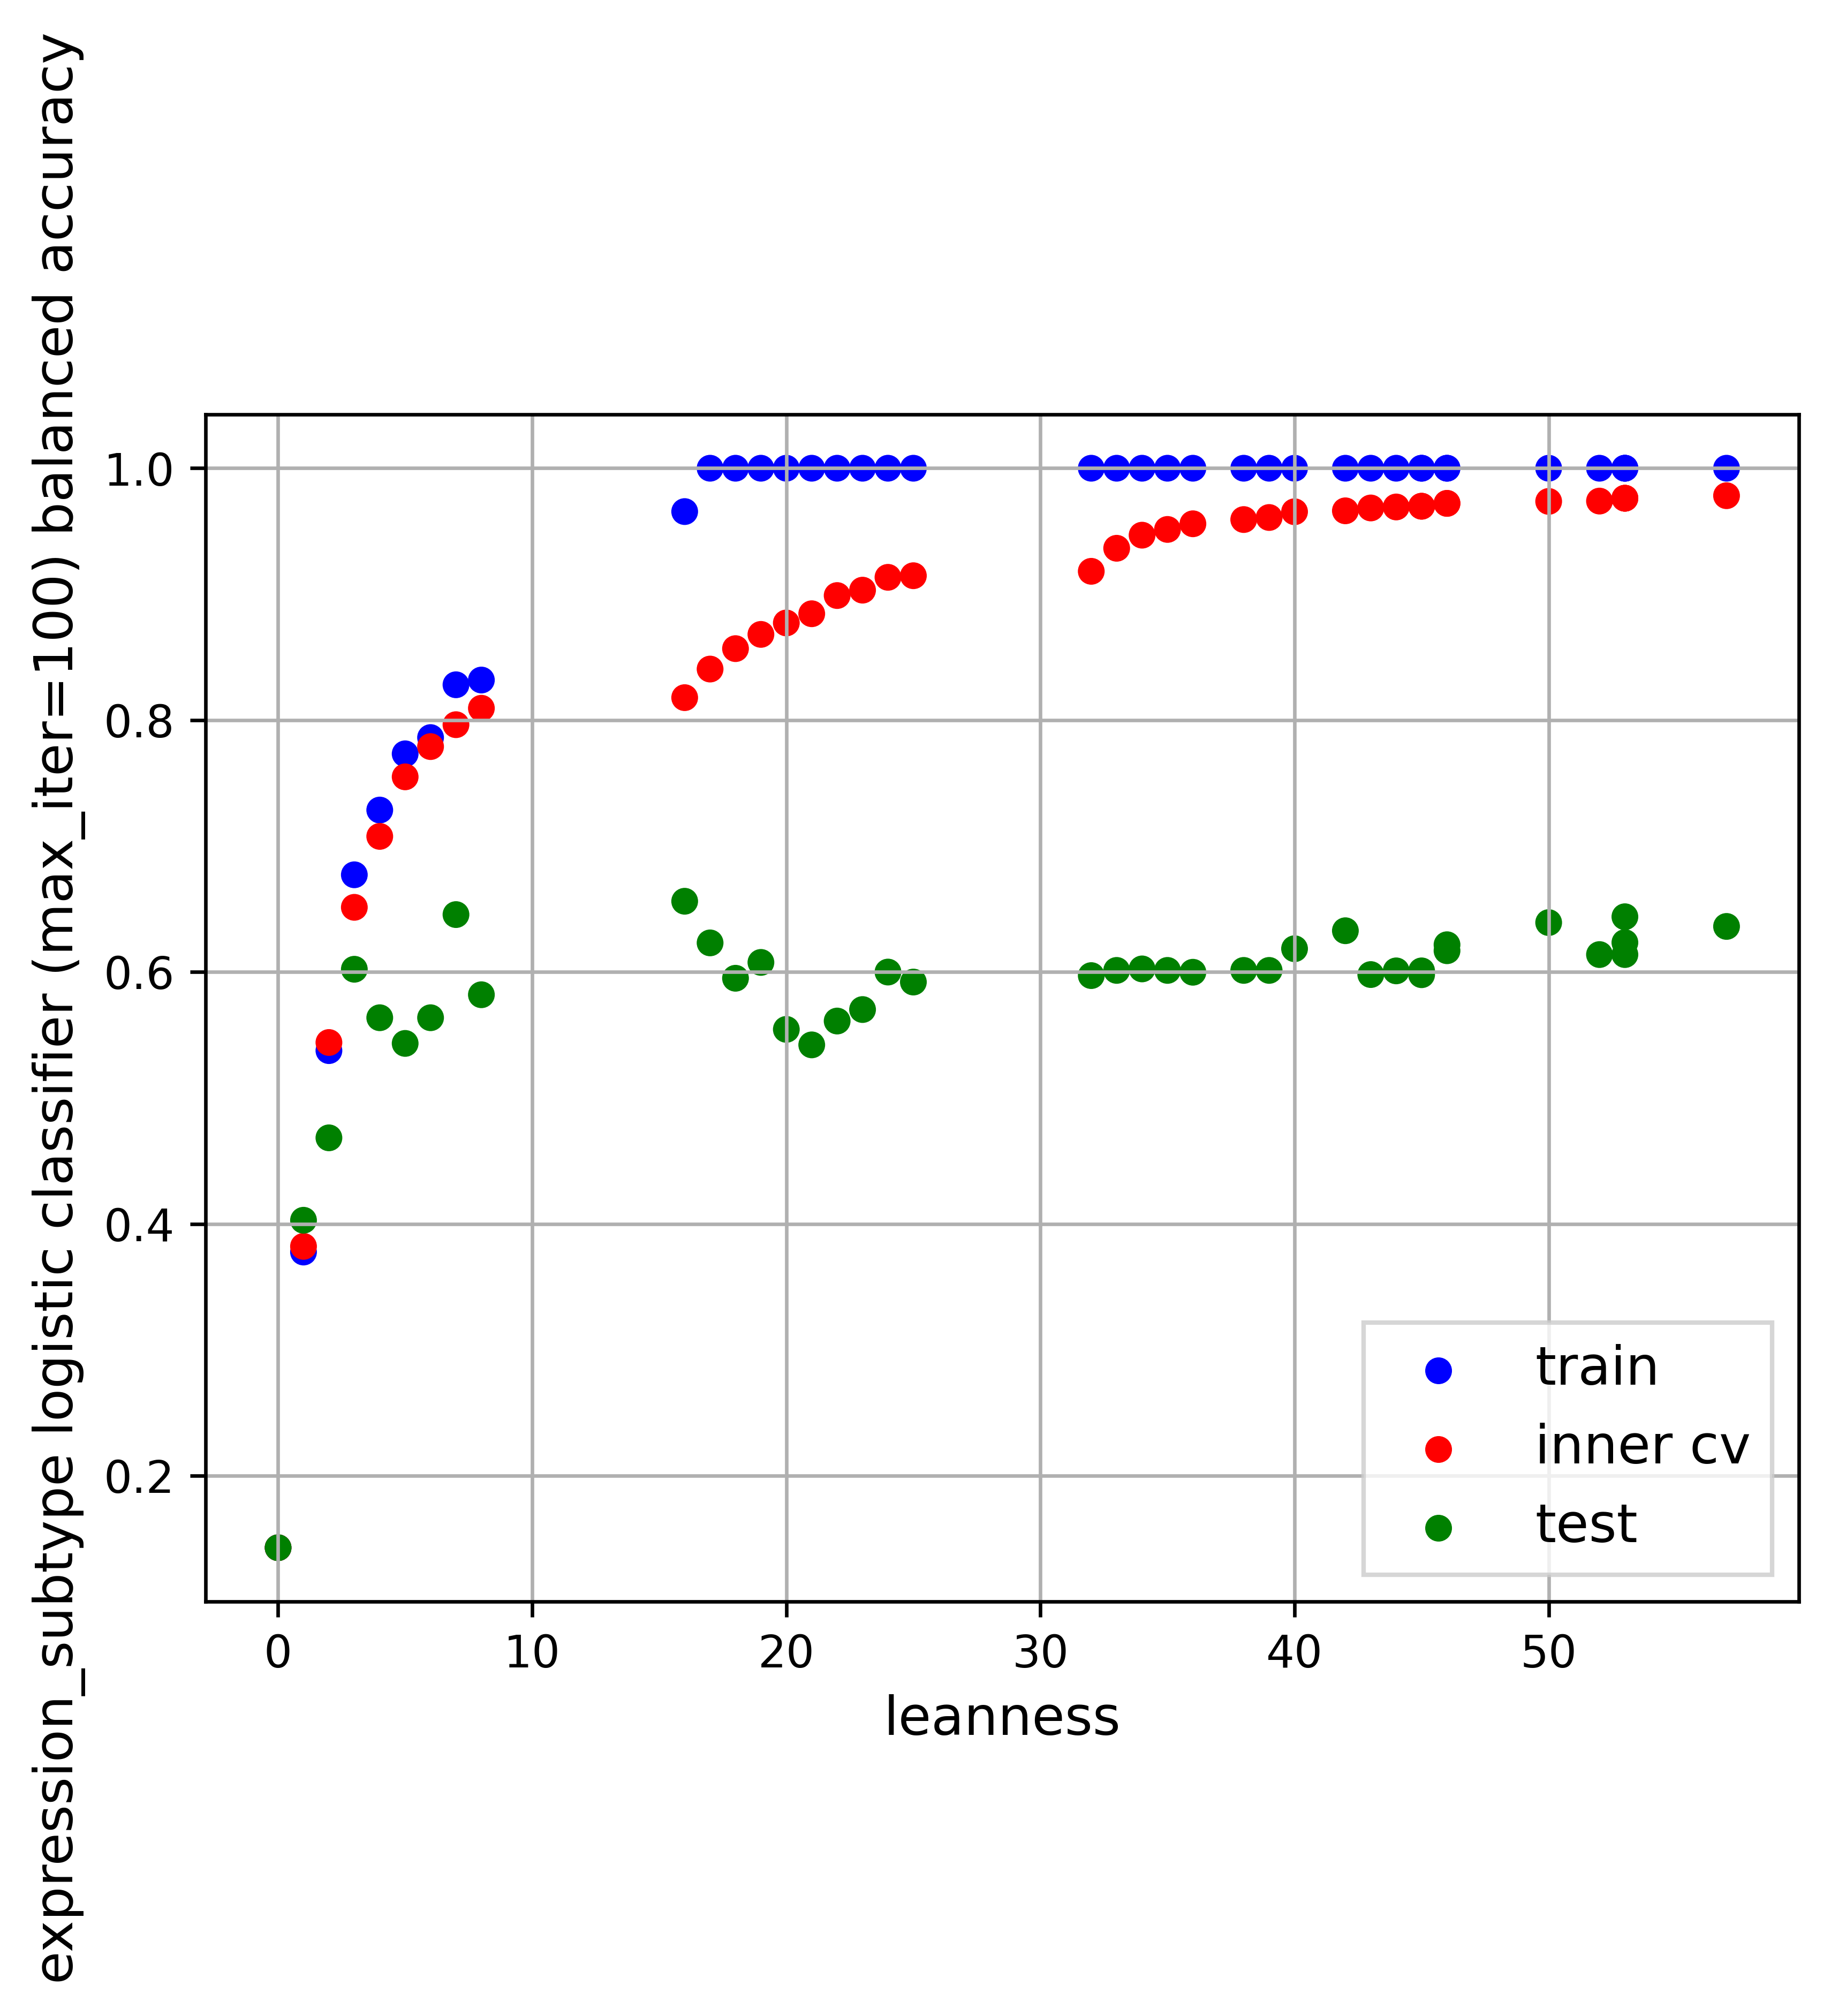 expression_subtype logistic classifier (max_iter=100) balanced accuracy
1.0
0.8
0.6
0.4
0.2
0
10
20
30
40
50
leanness
train
inner cv
test